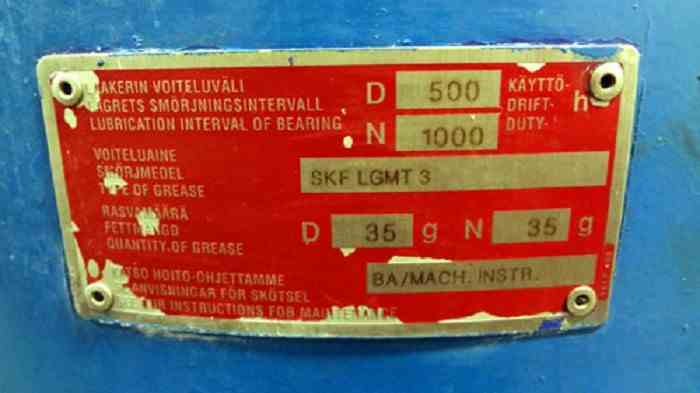 LAAKERIN VOITELUVÄLI D 500 KÄYTTÖ-
LAGRETS SMÖRJNINGSINTERVALL DRIFT- h
LUBRICATION INTERVAL OF BEARING N 1000 DUTY-
VOITELUAINE
SMÖRJMEDEL SKF LGMT 3
TYPE OF GREASE
RASVAMÄÄRÄ
FETTMÄNGD D 35 g N 35 g
QUANTITY OF GREASE
KATSO HOITO-OHJETTAMME BA/MACH. INSTR.
ANVISNINGAR FÖR SKÖTSEL
FOR INSTRUCTIONS FOR MAINTENANCE